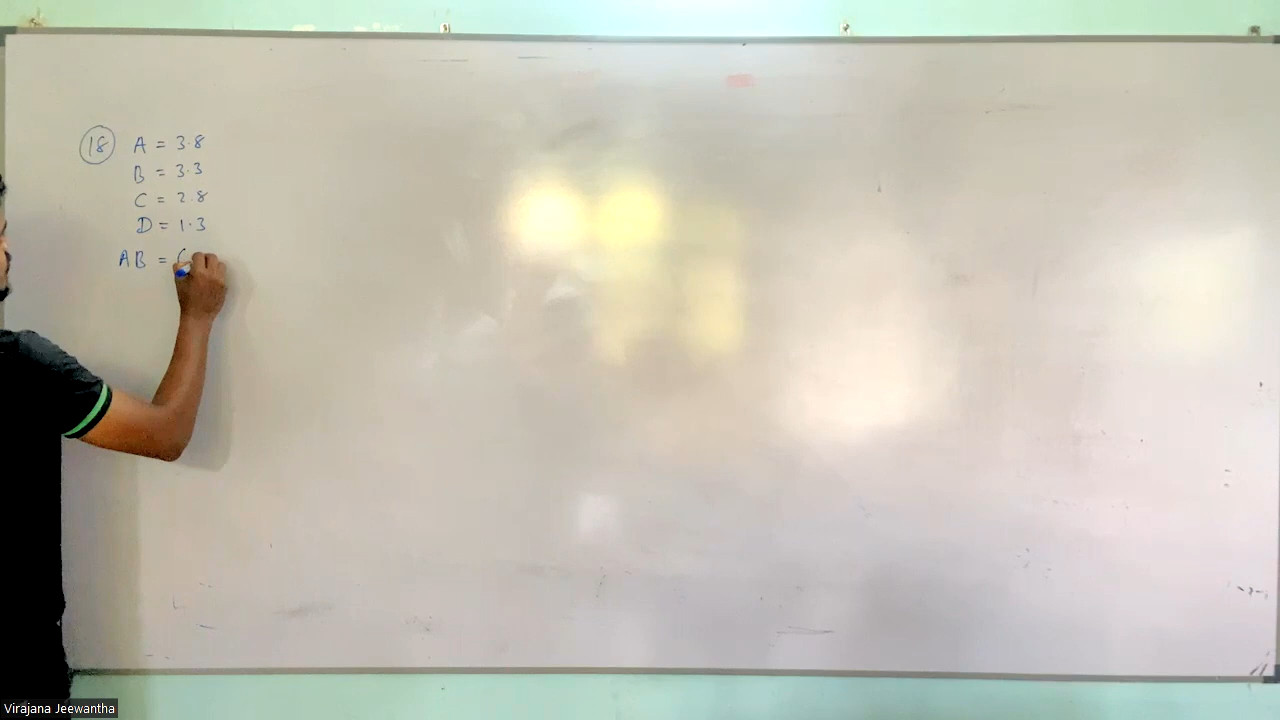 18 A = 3.8
B = 3.3
C = 2.8
D = 1.3
AB = (
Virajana Jeewantha